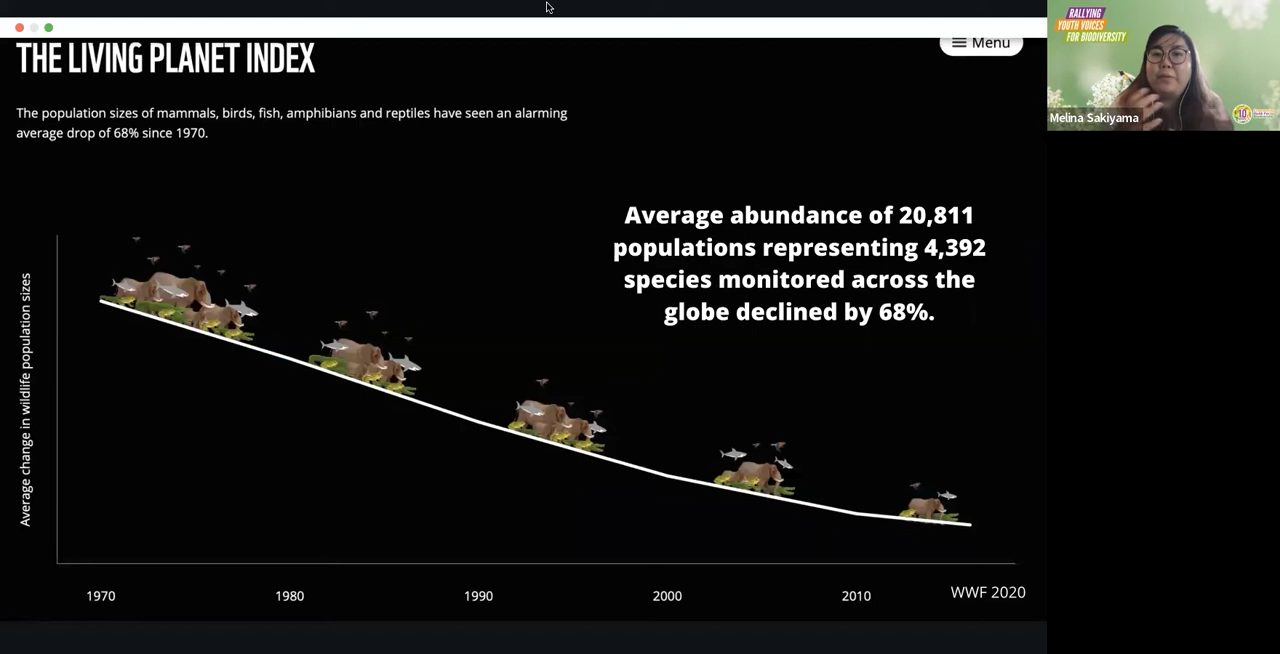 THE LIVING PLANET INDEX
Menu
The population sizes of mammals, birds, fish, amphibians and reptiles have seen an alarming
average drop of 68% since 1970.
Average abundance of 20,811
populations representing 4,392
species monitored across the
globe declined by 68%.
Average change in wildlife population sizes
1970
1980
1990
2000
2010
WWF 2020
RALLYING
YOUTH VOICES
FOR BIODIVERSITY
Melina Sakiyama
10